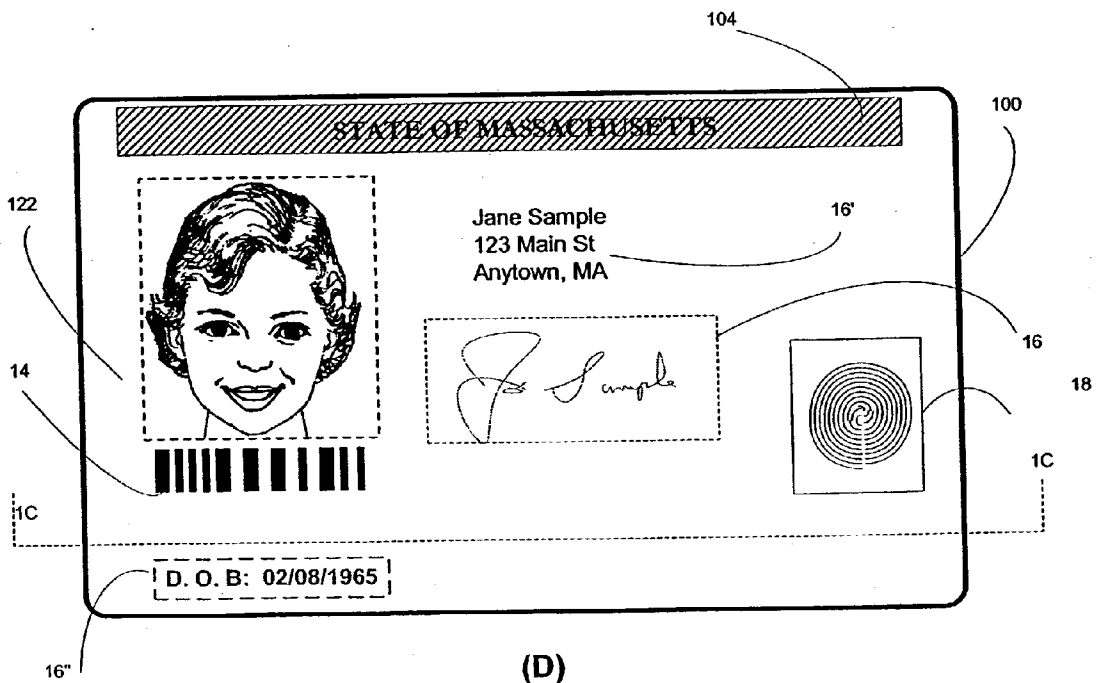 104
STATE OF MASSACHUSETTS
100
122
Jane Sample
123 Main St
Anytown, MA
16'
14
Sample
16
18
1C
1C
D. O. B: 02/08/1965
16"
(D)